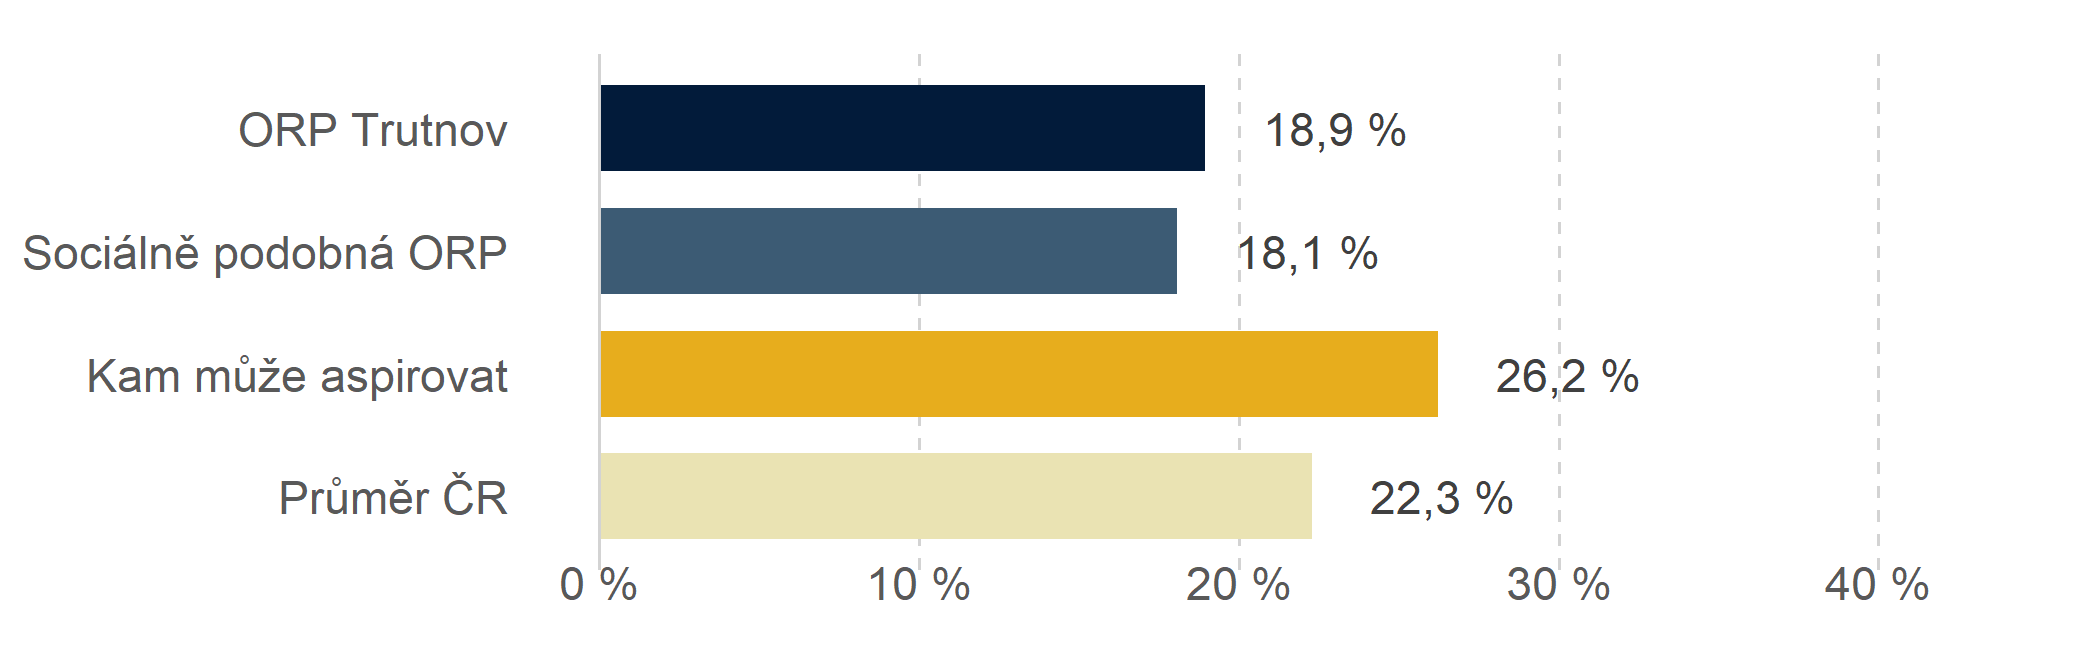 ORP Trutnov 18,9 %
Sociálně podobná ORP 18,1 %
Kam může aspirovat 26,2 %
Průměr ČR 22,3 %
0 % 10 % 20 % 30 % 40 %